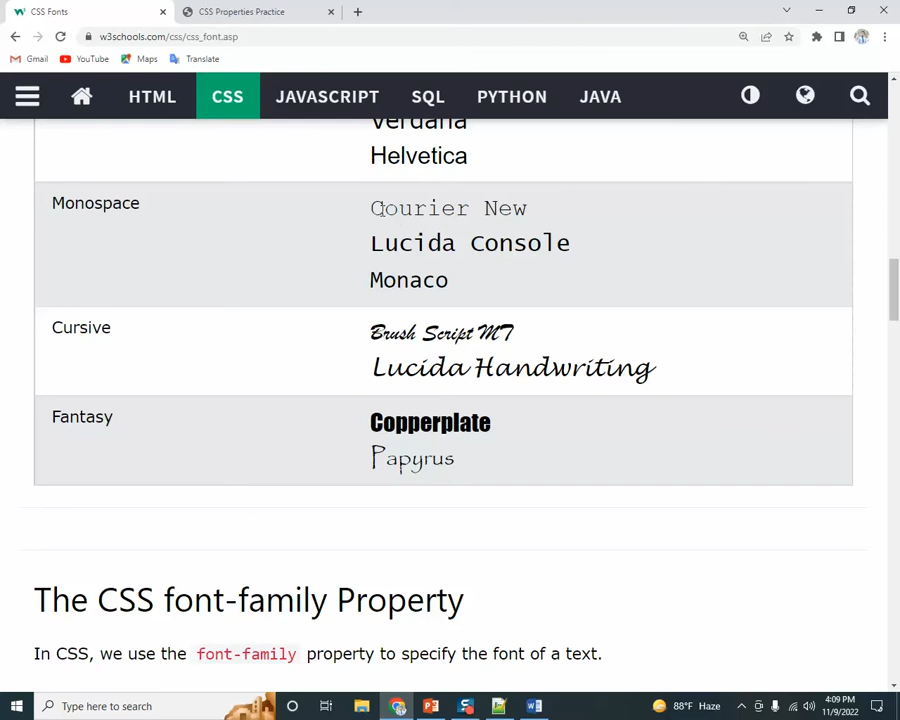 CSS Fonts
CSS Properties Practice
w3schools.com/css/css_font.asp
Gmail
YouTube
Maps
Translate
HTML
CSS
JAVASCRIPT
SQL
PYTHON
JAVA
Verdana
Helvetica
Monospace
Courier New
Lucida Console
Monaco
Cursive
Brush Script MT
Lucida Handwriting
Fantasy
Copperplate
Papyrus
The CSS font-family Property
In CSS, we use the font-family property to specify the font of a text.
Type here to search
88°F Haze
4:09 PM
11/9/2022